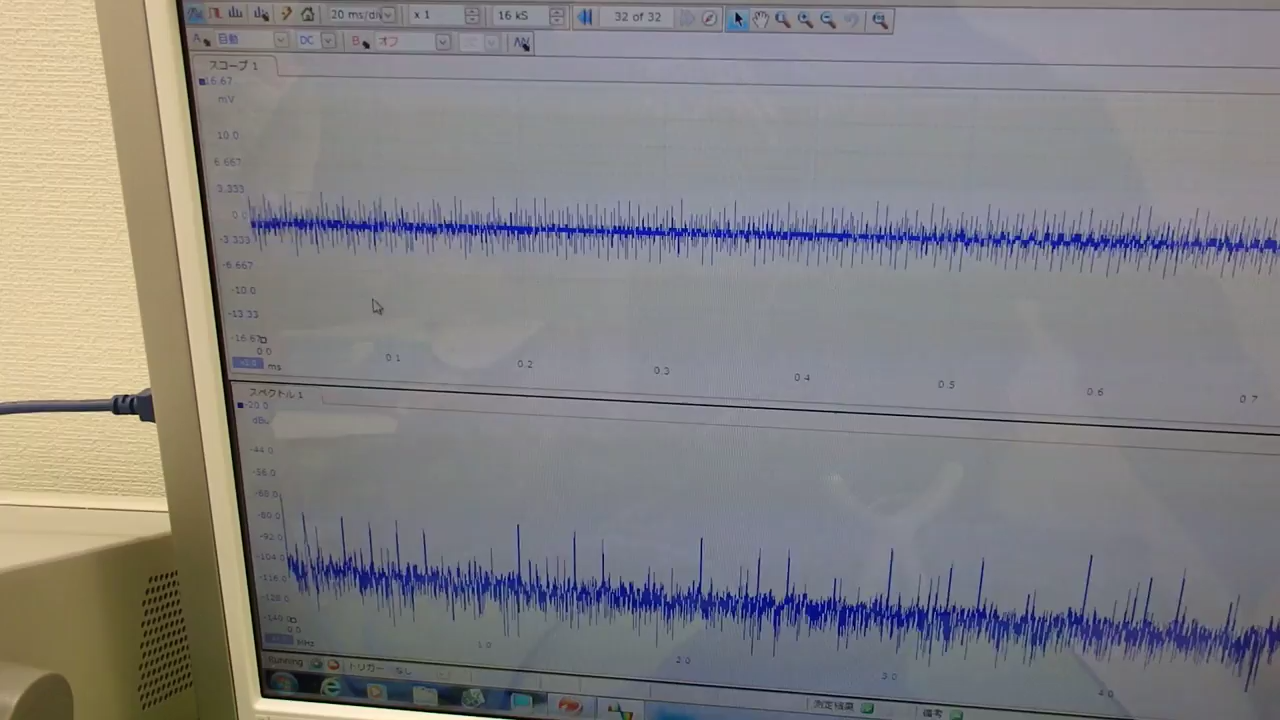 20 ms/div x 1 16 kS 32 of 32
A 自動 DC B オフ
スコープ 1
16.67
mV
10.0
6.667
3.333
0.0
-3.333
-6.667
-10.0
-13.33
-16.67
0.0 0.1 0.2 0.3 0.4 0.5 0.6 0.7
ms
スペクトル 1
-20.0
dBu
-44.0
-56.0
-68.0
-80.0
-92.0
-104.0
-116.0
-128.0
-140.0
0.0 1.0 2.0 3.0 4.0
MHz
Running トリガー なし
測定結果 備考